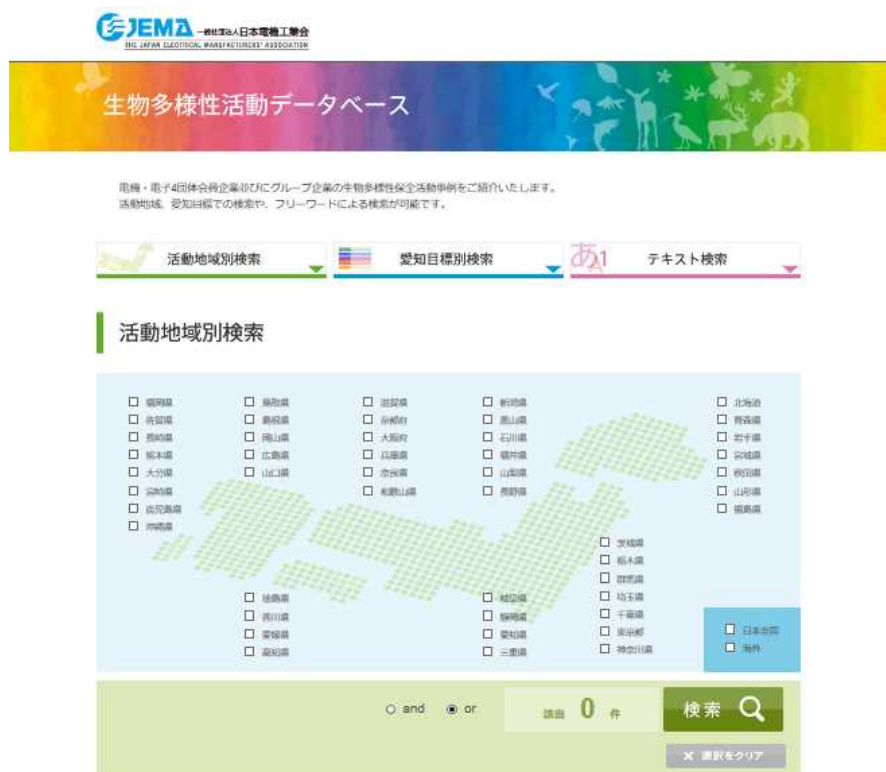 JEMA 一般社団法人日本電機工業会
THE JAPAN ELECTRICAL MANUFACTURERS' ASSOCIATION
生物多様性活動データベース
電機・電子4団体会員企業並びにグループ企業の生物多様性保全活動事例をご紹介いたします。
活動地域、愛知目標での検索や、フリーワードによる検索が可能です。
活動地域別検索 愛知目標別検索 あA1 テキスト検索
活動地域別検索
福岡県 鳥取県 滋賀県 新潟県 北海道
佐賀県 島根県 京都府 富山県 青森県
長崎県 岡山県 大阪府 石川県 岩手県
熊本県 広島県 兵庫県 福井県 宮城県
大分県 山口県 奈良県 山梨県 秋田県
宮崎県 和歌山県 長野県 山形県
鹿児島県 福島県
沖縄県
茨城県
栃木県
群馬県
徳島県 岐阜県 埼玉県
香川県 静岡県 千葉県
愛媛県 愛知県 東京都 日本全国
高知県 三重県 神奈川県 海外
and or 該当 0 件 検索
× 選択をクリア